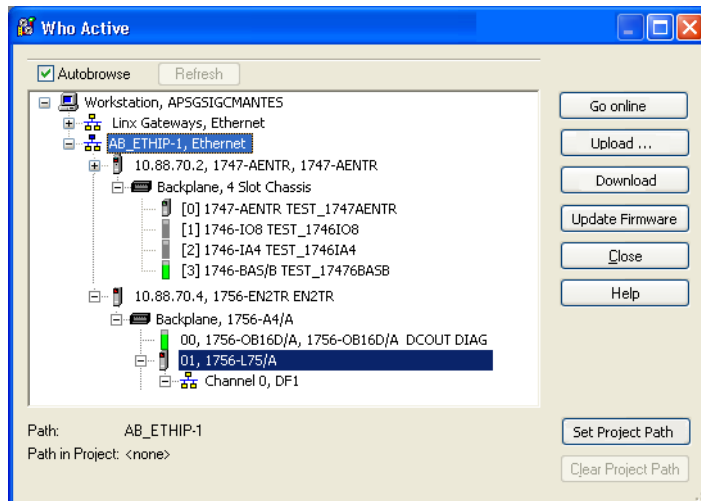 Who Active
Autobrowse
Refresh
Workstation, APSGSIGCMANTES
Linx Gateways, Ethernet
AB_ETHIP-1, Ethernet
10.88.70.2, 1747-AENTR, 1747-AENTR
Backplane, 4 Slot Chassis
[0] 1747-AENTR TEST_1747AENTR
[1] 1746-IO8 TEST_1746IO8
[2] 1746-IA4 TEST_1746IA4
[3] 1746-BAS/B TEST_17476BASB
10.88.70.4, 1756-EN2TR EN2TR
Backplane, 1756-A4/A
00, 1756-OB16D/A, 1756-OB16D/A DCOUT DIAG
01, 1756-L75/A
Channel 0, DF1
Go online
Upload ...
Download
Update Firmware
Close
Help
Path: AB_ETHIP-1
Path in Project: <none>
Set Project Path
Clear Project Path